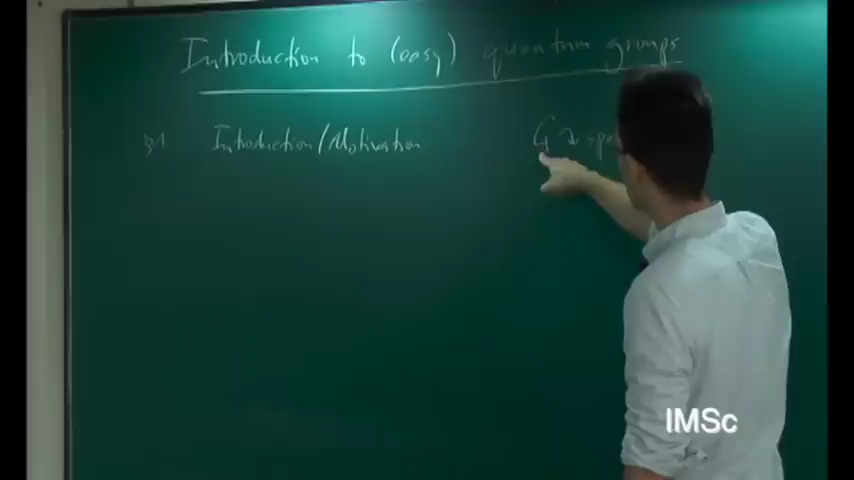 Introduction to (easy) quantum groups
§1 Introduction/Motivation
G ↷
IMSc